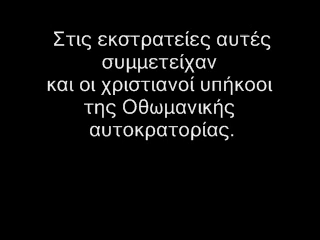 Στις εκστρατείες αυτές
συμμετείχαν
και οι χριστιανοί υπήκοοι
της Οθωμανικής
αυτοκρατορίας.